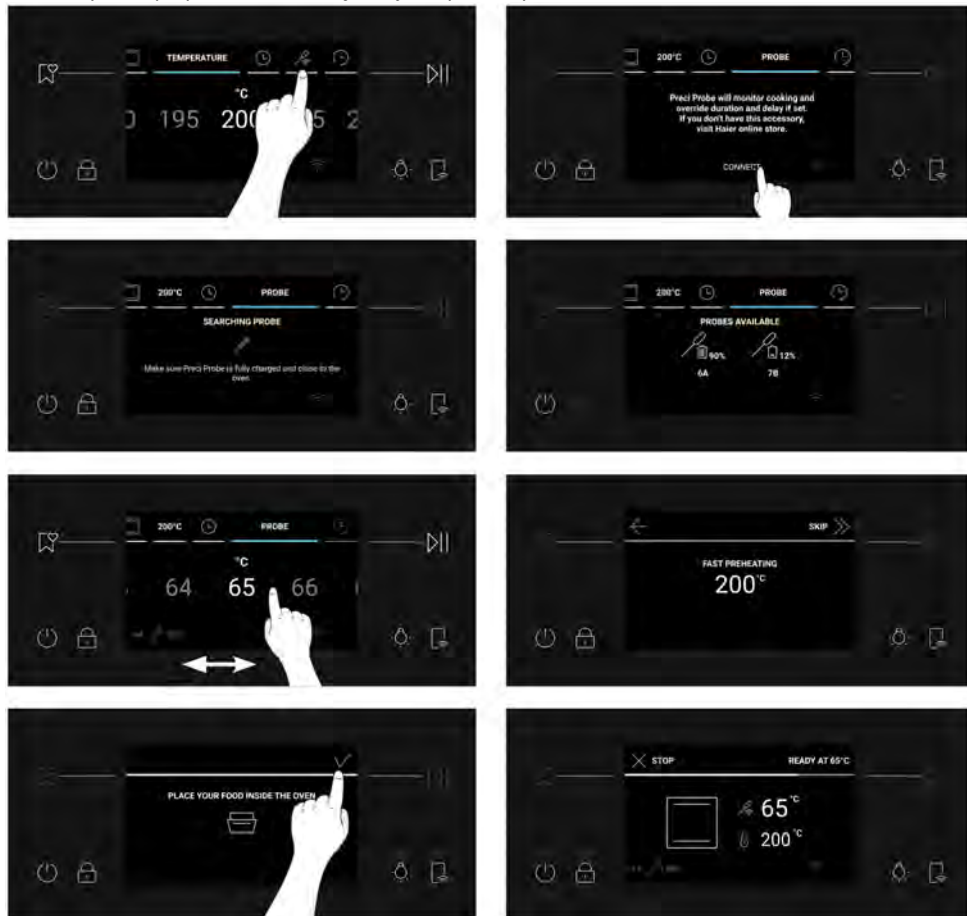 TEMPERATURE
°C
195 200
200°C PROBE
Preci Probe will monitor cooking and
override duration and delay if set.
If you don't have this accessory,
visit Haier online store.
CONNECT
200°C PROBE
SEARCHING PROBE
Make sure Preci Probe is fully charged and close to the
oven
200°C PROBE
PROBES AVAILABLE
90% 12%
6A 7B
200°C PROBE
°C
64 65 66
SKIP
FAST PREHEATING
200°C
PLACE YOUR FOOD INSIDE THE OVEN
STOP READY AT 65°C
65°C
200°C